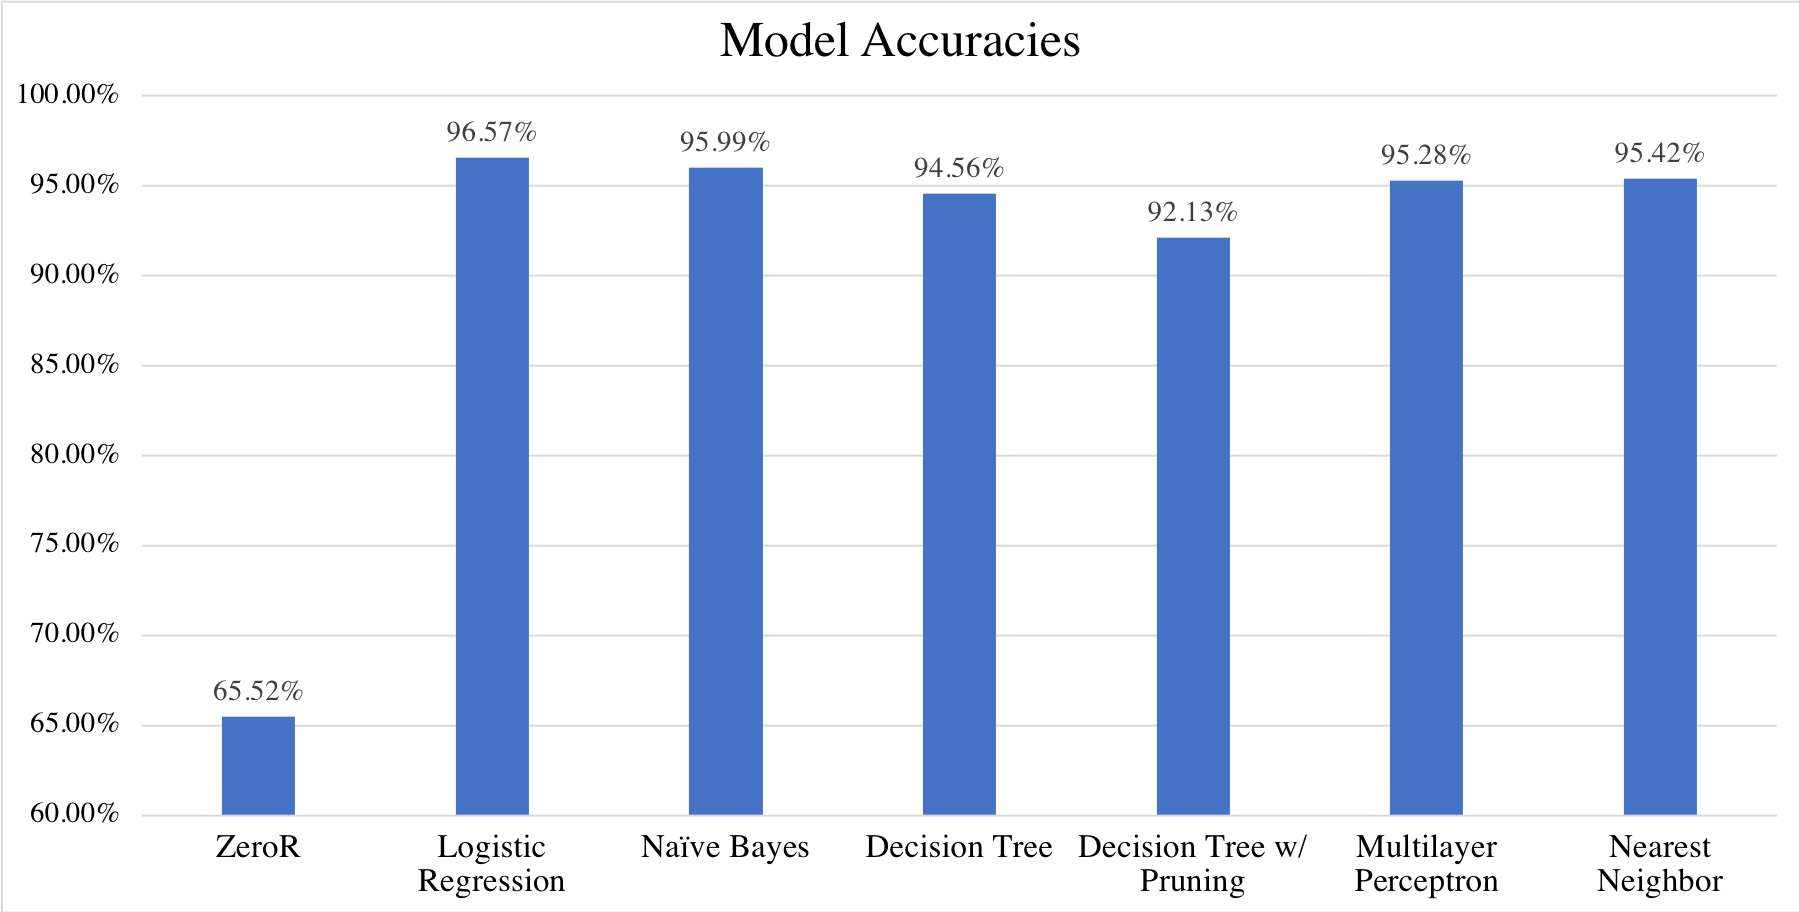 Model Accuracies
100.00%
95.00%
90.00%
85.00%
80.00%
75.00%
70.00%
65.00%
60.00%
65.52%
96.57%
95.99%
94.56%
92.13%
95.28%
95.42%
ZeroR
Logistic
Regression
Naïve Bayes
Decision Tree
Decision Tree w/
Pruning
Multilayer
Perceptron
Nearest
Neighbor